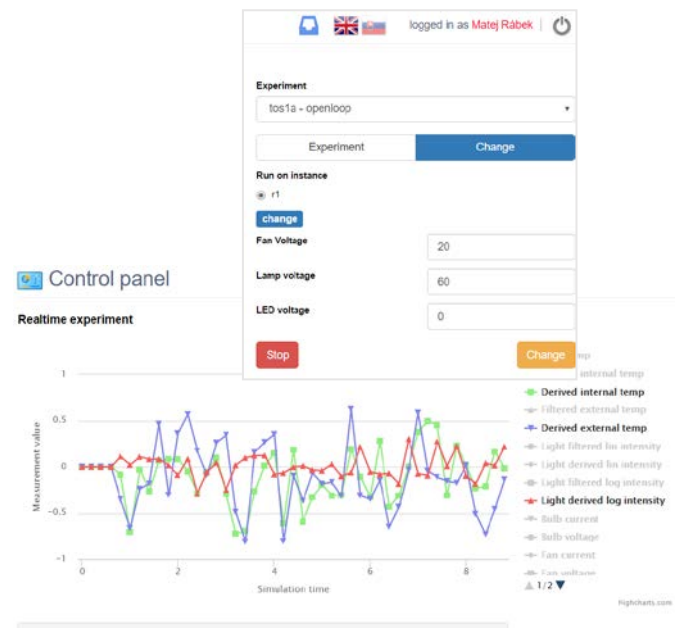 logged in as Matej Rábek
Experiment
tos1a - openloop
Experiment Change
Run on instance
r1
change
Fan Voltage 20
Lamp voltage 60
LED voltage 0
Stop Change
Control panel
Realtime experiment
Measurement value
1
0.5
0
-0.5
-1
0 2 4 6 8
Simulation time
internal temp
Derived internal temp
Filtered external temp
Derived external temp
Light filtered lin intensity
Light derived lin intensity
Light filtered log intensity
Light derived log intensity
Bulb current
Bulb voltage
Fan current
Fan voltage
1/2
Highcharts.com